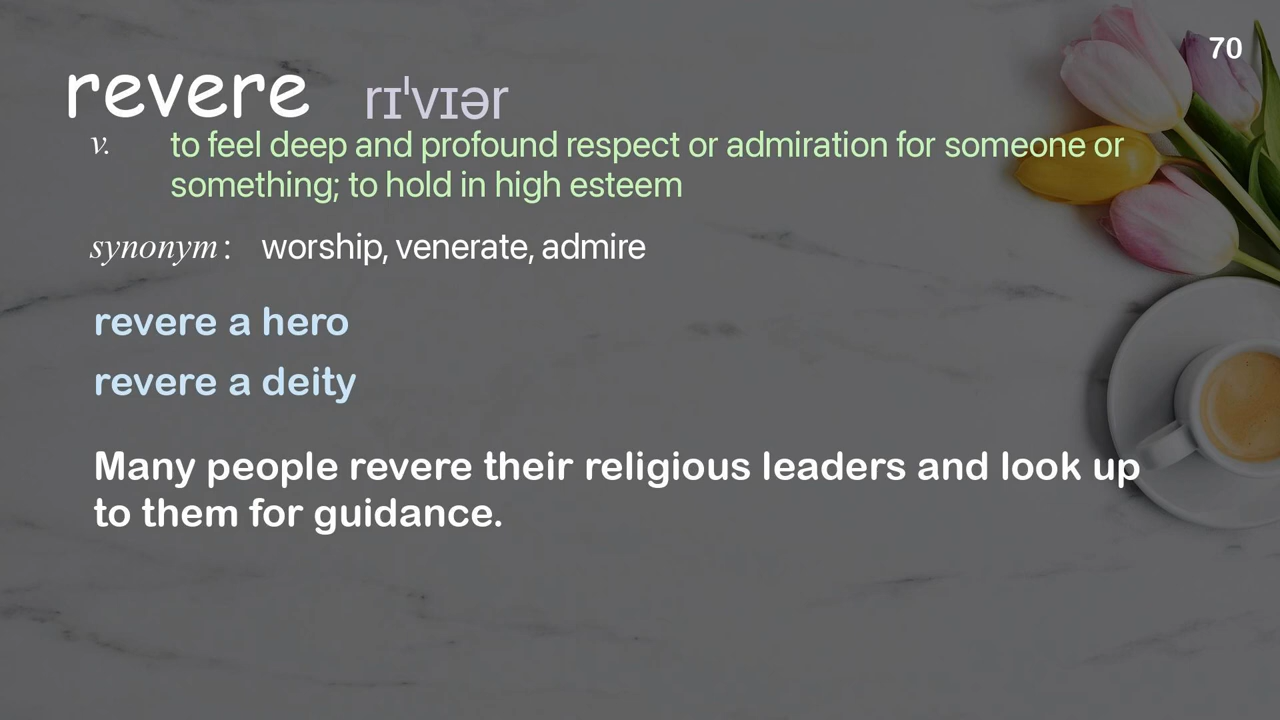 70
revere rɪˈvɪər
v. to feel deep and profound respect or admiration for someone or
something; to hold in high esteem
synonym: worship, venerate, admire
revere a hero
revere a deity
Many people revere their religious leaders and look up
to them for guidance.